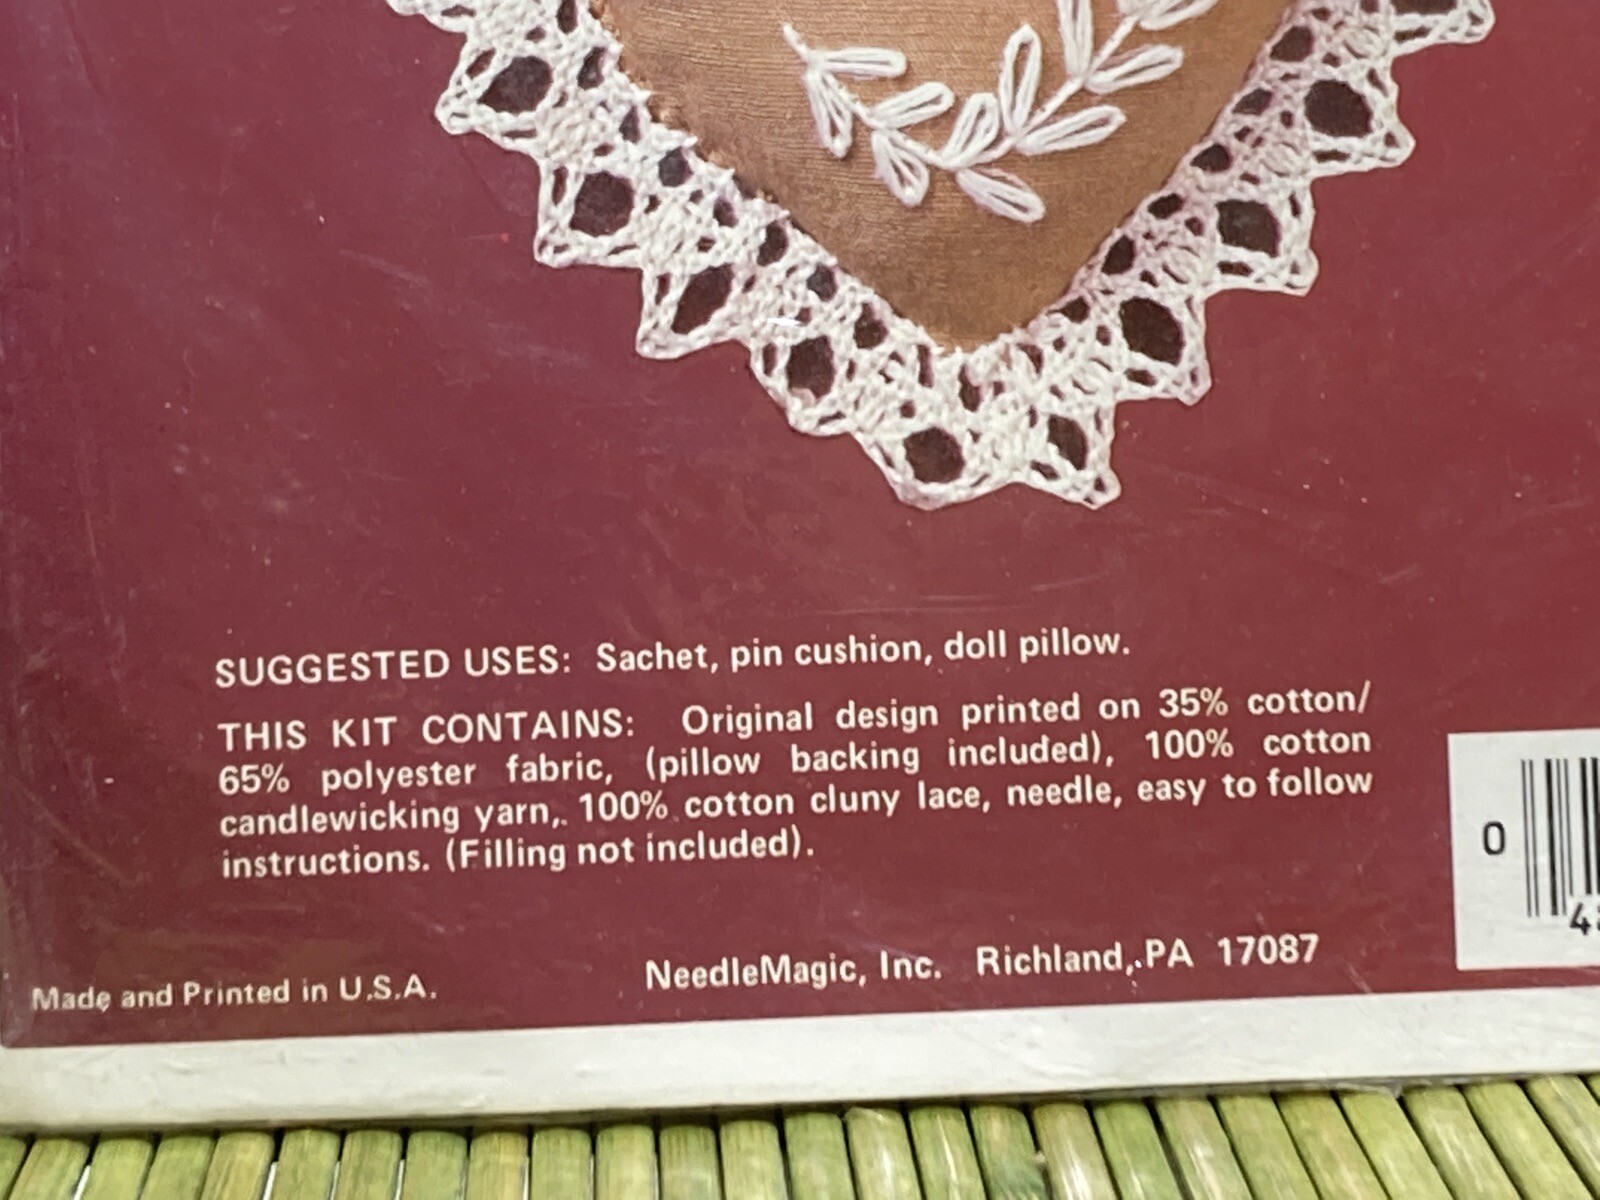 SUGGESTED USES: Sachet, pin cushion, doll pillow.
THIS KIT CONTAINS: Original design printed on 35% cotton/
65% polyester fabric, (pillow backing included), 100% cotton
candlewicking yarn, 100% cotton cluny lace, needle, easy to follow
instructions. (Filling not included).
NeedleMagic, Inc. Richland, PA 17087
Made and Printed in U.S.A.
0